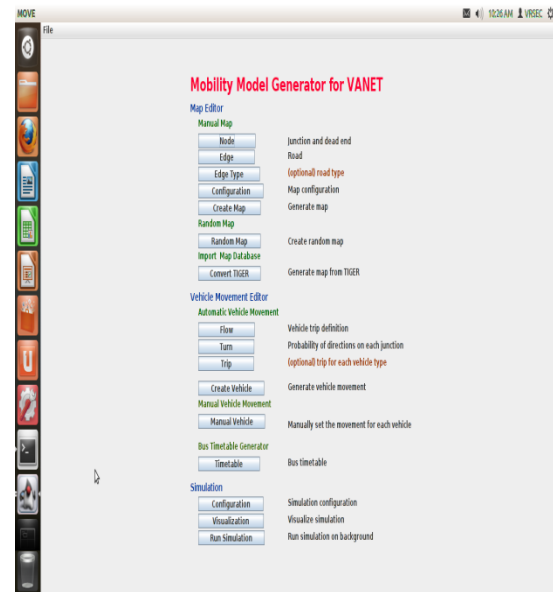 MOVE
10:26 AM VRSEC
File
Mobility Model Generator for VANET
Map Editor
Manual Map
Node Junction and dead end
Edge Road
Edge Type (optional) road type
Configuration Map configuration
Create Map Generate map
Random Map
Random Map Create random map
Import Map Database
Convert TIGER Generate map from TIGER
Vehicle Movement Editor
Automatic Vehicle Movement
Flow Vehicle trip definition
Turn Probability of directions on each junction
Trip (optional) trip for each vehicle type
Create Vehicle Generate vehicle movement
Manual Vehicle Movement
Manual Vehicle Manually set the movement for each vehicle
Bus Timetable Generator
Timetable Bus timetable
Simulation
Configuration Simulation configuration
Visualization Visualize simulation
Run Simulation Run simulation on background